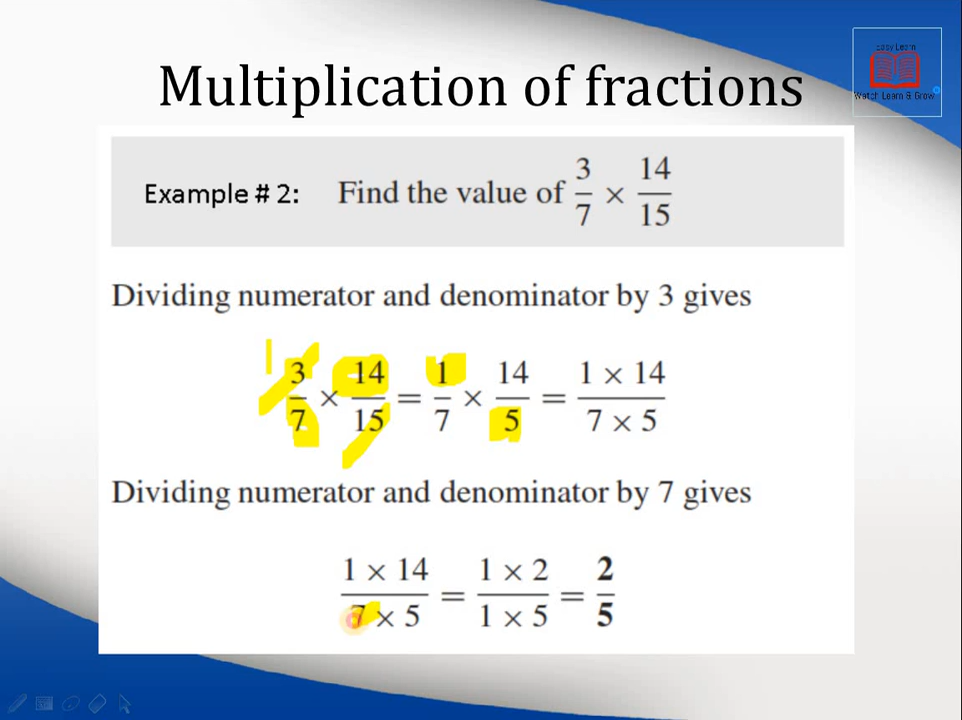 Easy Learn
Watch Learn & Grow
Multiplication of fractions
Example # 2: Find the value of 3/7 × 14/15
Dividing numerator and denominator by 3 gives
3/7 × 14/15 = 1/7 × 14/5 = (1 × 14)/(7 × 5)
Dividing numerator and denominator by 7 gives
(1 × 14)/(7 × 5) = (1 × 2)/(1 × 5) = 2/5